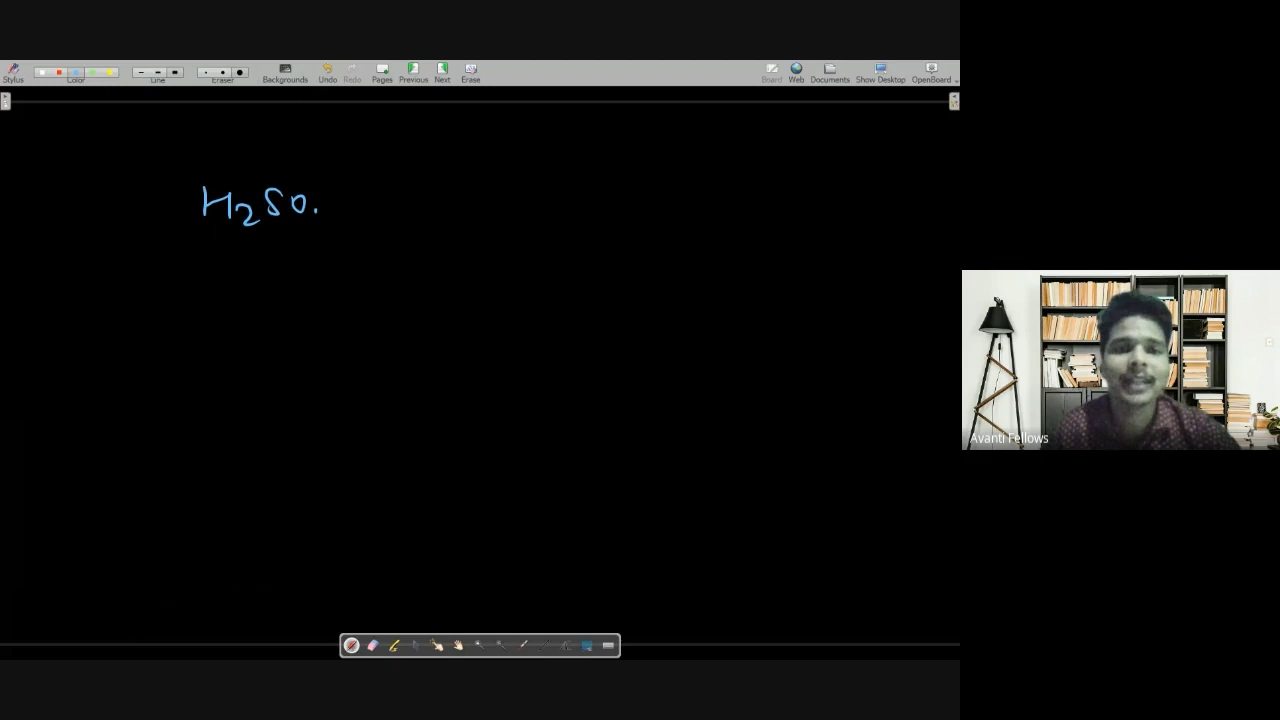 Stylus Color Line Eraser Backgrounds Undo Redo Pages Previous Next Erase Board Web Documents Show Desktop OpenBoard
H₂SO.
Avanti Fellows